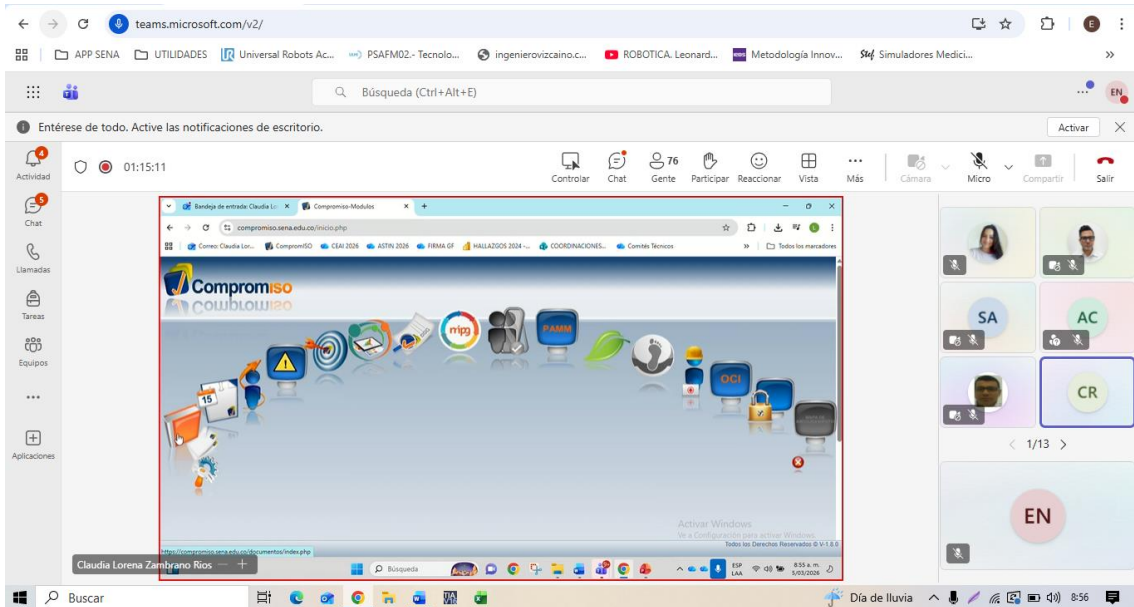 teams.microsoft.com/v2/
E
APP SENA
UTILIDADES
Universal Robots Ac...
PSAFM02.- Tecnolo...
ingenierovizcaino.c...
ROBOTICA. Leonard...
Metodología Innov...
Simuladores Medici...
»
Búsqueda (Ctrl+Alt+E)
EN
Entérese de todo. Active las notificaciones de escritorio.
Activar
4
Actividad
5
Chat
Llamadas
Tareas
Equipos
Aplicaciones
01:15:11
Controlar
Chat
76
Gente
Participar
Reaccionar
Vista
Más
Cámara
Micro
Compartir
Salir
Bandeja de entrada: Claudia Lo
Compromiso-Modulos
compromiso.sena.edu.co/inicio.php
Correo: Claudia Lor...
CompromISO
CEAI 2026
ASTIN 2026
FIRMA GF
HALLAZGOS 2024 -...
COORDINACIONES...
Comités Técnicos
»
Todos los marcadores
Compromiso
mipg
PAMM
15
OCI
Activar Windows
Ve a Configuración para activar Windows.
Todos los Derechos Reservados © V-1.8.0
https://compromiso.sena.edu.co/documentos/index.php
Claudia Lorena Zambrano Rios
Búsqueda
ESP
LAA
8:55 a. m.
5/03/2026
SA
AC
CR
1/13
EN
Buscar
Día de lluvia
8:56